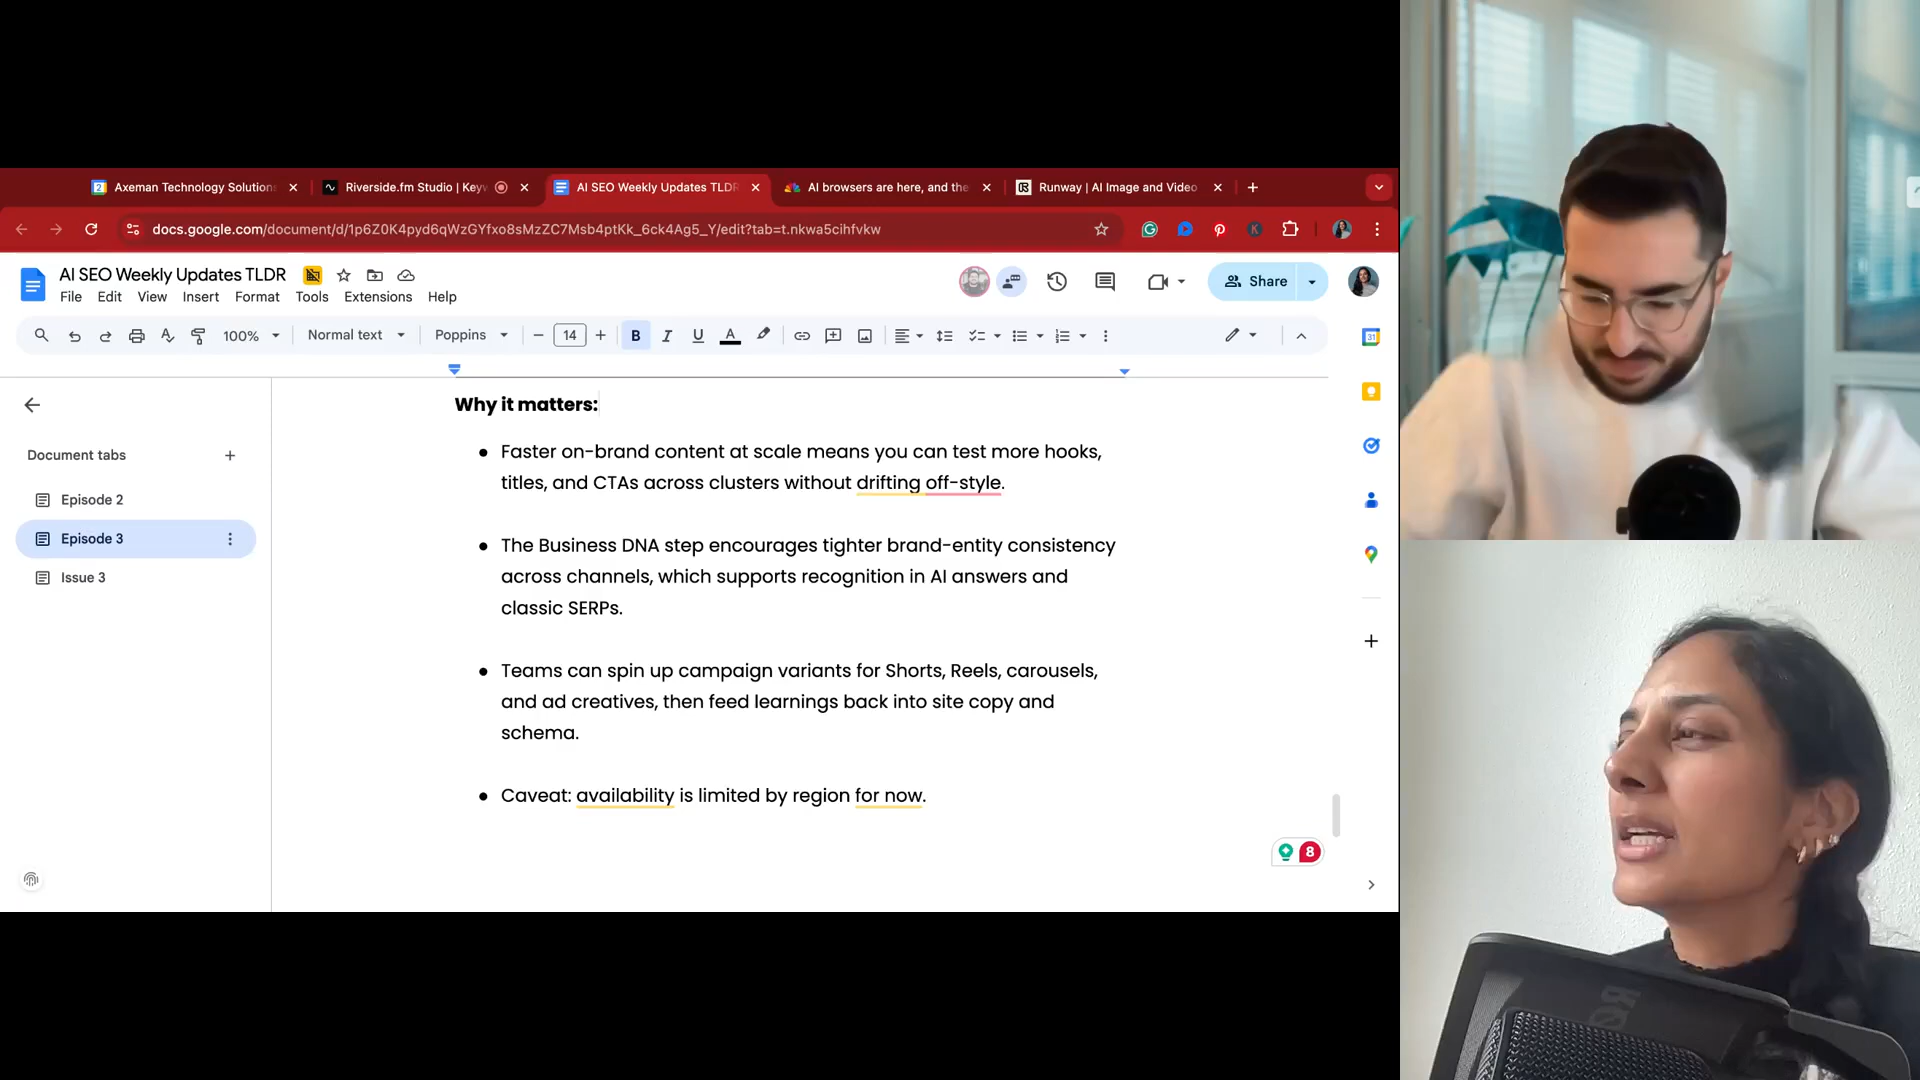 Axeman Technology Solution
Riverside.fm Studio | Keyw
AI SEO Weekly Updates TLDR
AI browsers are here, and the
Runway | AI Image and Video
docs.google.com/document/d/1p6Z0K4pyd6qWzGYfxo8sMzZC7Msb4ptKk_6ck4Ag5_Y/edit?tab=t.nkwa5cihfvkw
AI SEO Weekly Updates TLDR
File Edit View Insert Format Tools Extensions Help
Share
100% Normal text Poppins 14 B I U A
31
Why it matters:
Document tabs
Episode 2
Episode 3
Issue 3
● Faster on-brand content at scale means you can test more hooks,
titles, and CTAs across clusters without drifting off-style.
● The Business DNA step encourages tighter brand-entity consistency
across channels, which supports recognition in AI answers and
classic SERPs.
● Teams can spin up campaign variants for Shorts, Reels, carousels,
and ad creatives, then feed learnings back into site copy and
schema.
● Caveat: availability is limited by region for now.
8